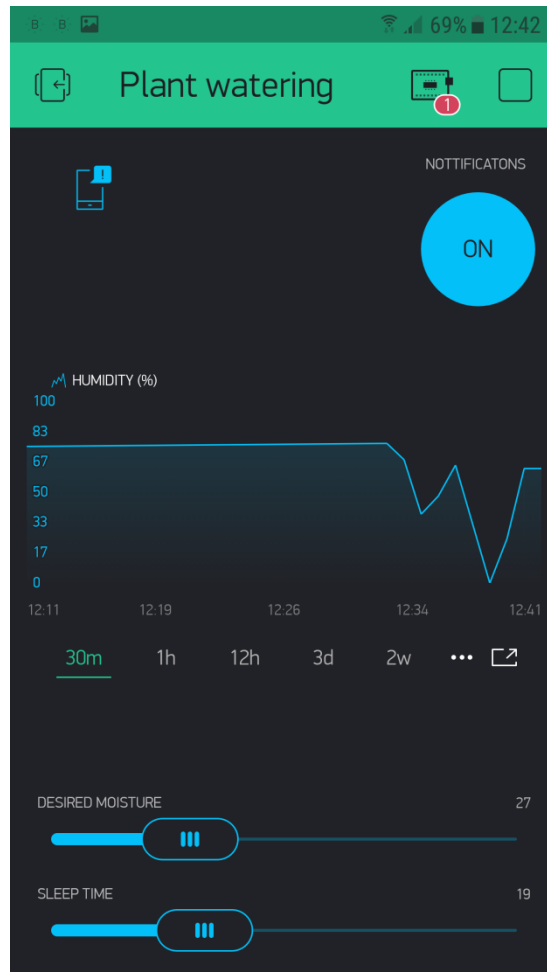 B B 69% 12:42
Plant watering
1
!
NOTTIFICATONS
ON
HUMIDITY (%)
100
83
67
50
33
17
0
12:11 12:19 12:26 12:34 12:41
30m 1h 12h 3d 2w
DESIRED MOISTURE 27
SLEEP TIME 19